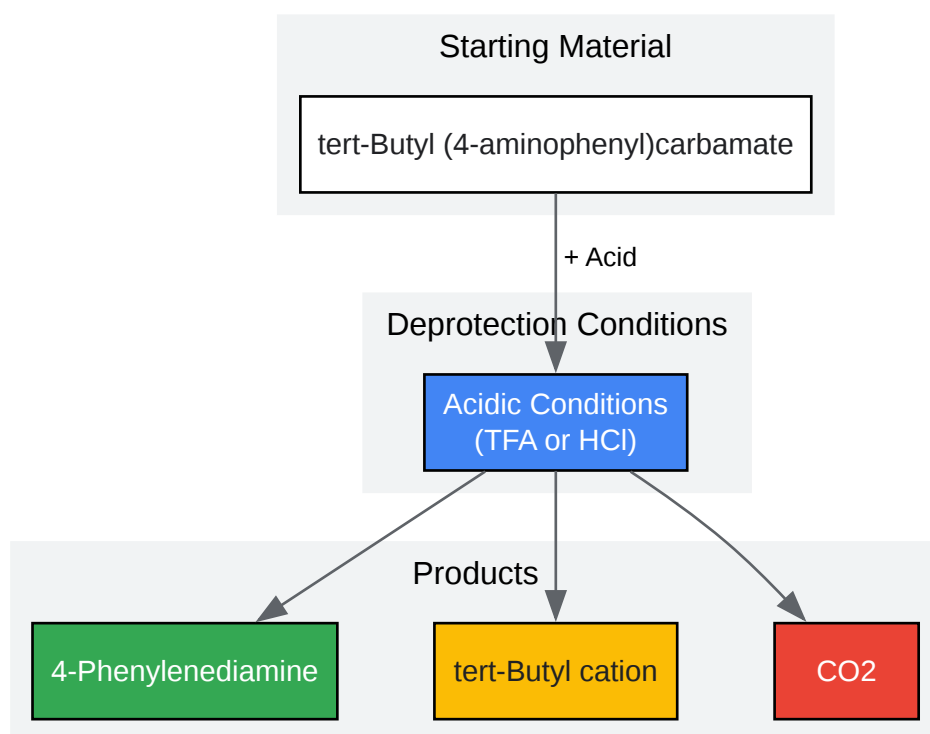 Starting Material
tert-Butyl (4-aminophenyl)carbamate
+ Acid
Deprotection Conditions
Acidic Conditions
(TFA or HCl)
Products
4-Phenylenediamine
tert-Butyl cation
CO2